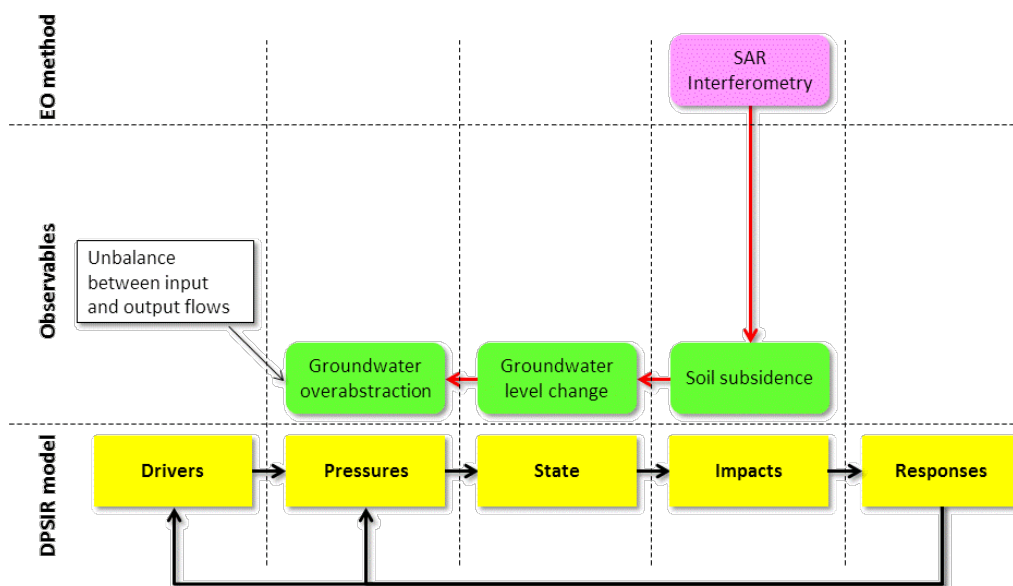 EO method
SAR
Interferometry
Observables
Unbalance
between input
and output flows
Groundwater
overabstraction
Groundwater
level change
Soil subsidence
DPSIR model
Drivers
Pressures
State
Impacts
Responses